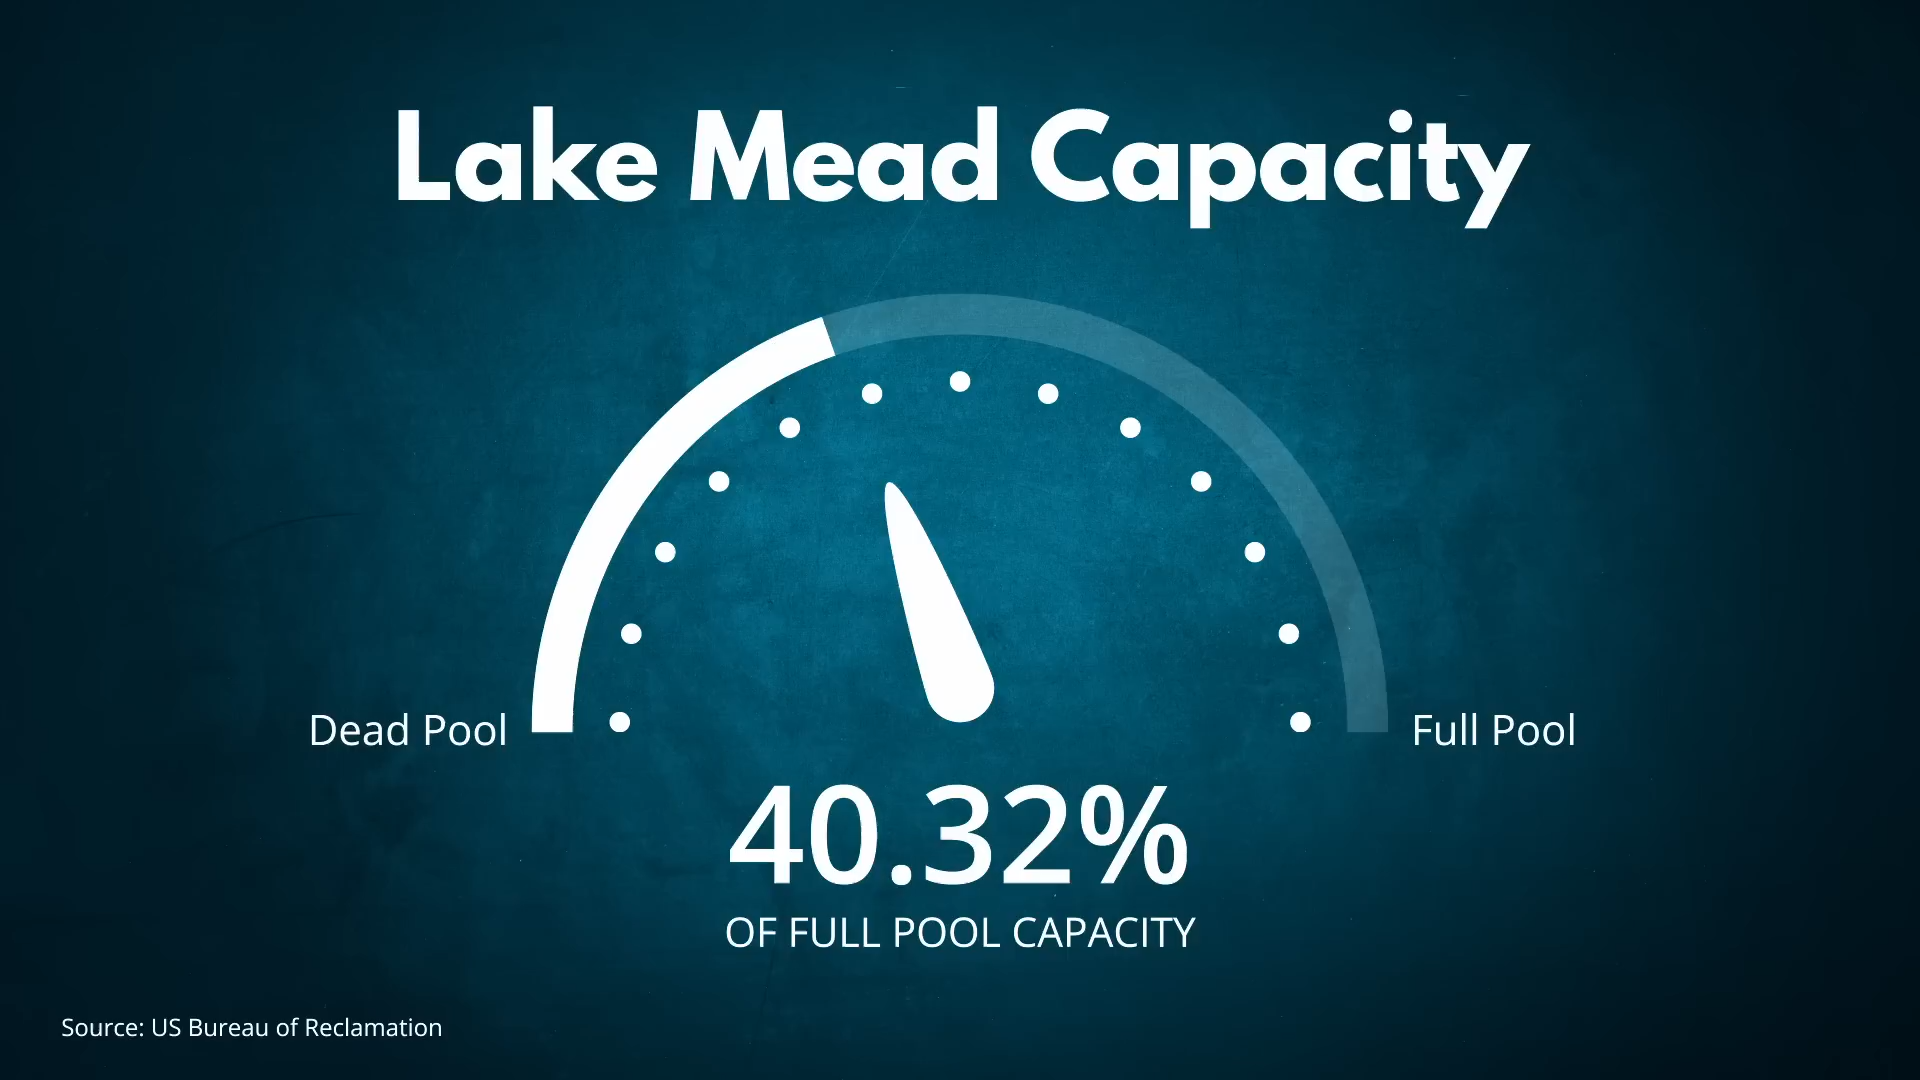 Lake Mead Capacity
Dead Pool
Full Pool
40.32%
OF FULL POOL CAPACITY
Source: US Bureau of Reclamation